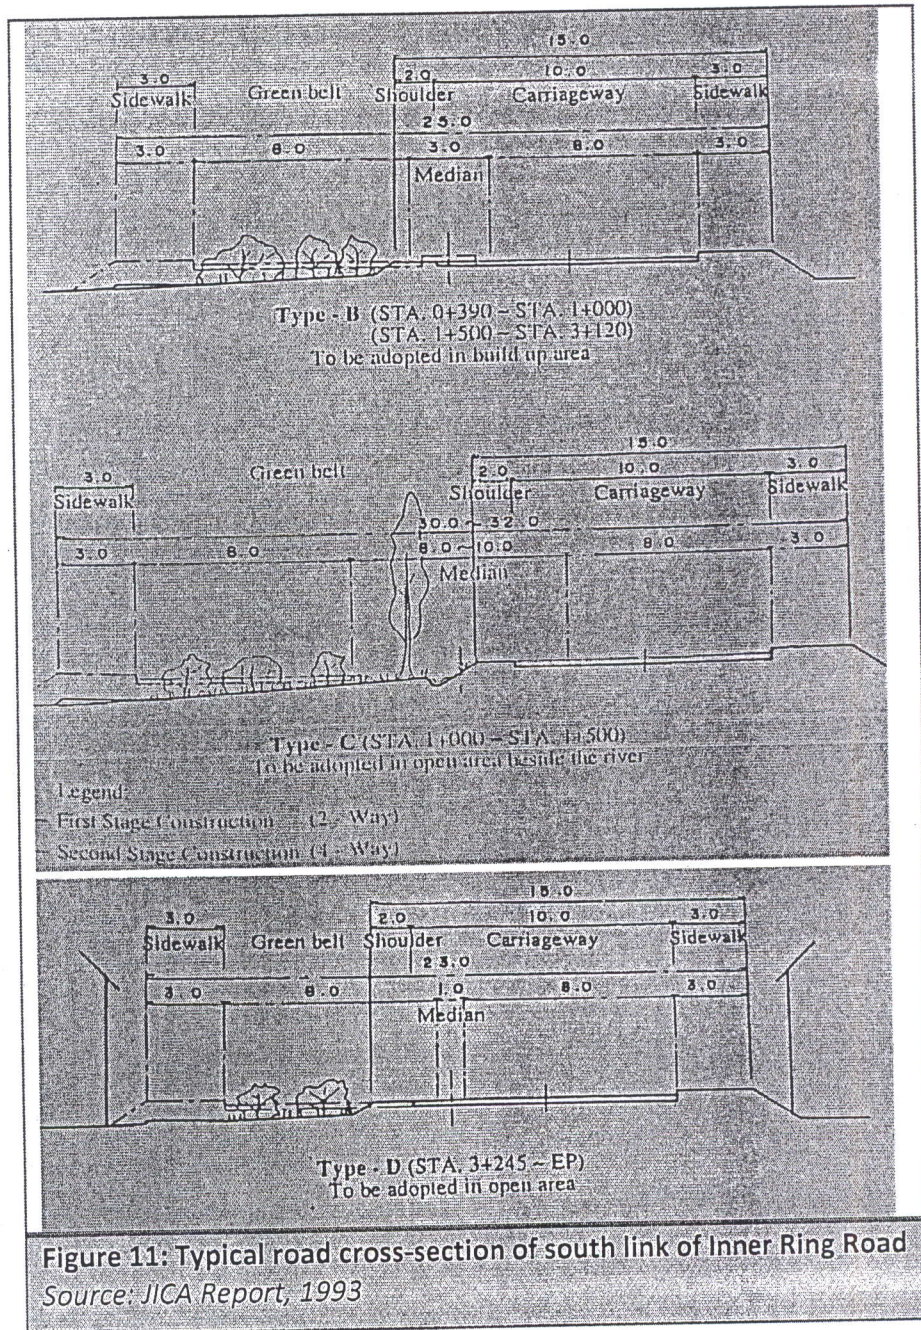 15.0
3.0 2.0 10.0 3.0
Sidewalk Green belt Shoulder Carriageway Sidewalk
25.0
3.0 8.0 3.0 8.0 3.0
Median
Type - B (STA. 0+390 – STA. 1+000)
(STA. 1+500 – STA. 3+120)
To be adopted in build up area
15.0
3.0 Green belt 2.0 10.0 3.0
Sidewalk Shoulder Carriageway Sidewalk
30.0 ~ 32.0
3.0 8.0 8.0 ~ 10.0 8.0 3.0
Median
Type - C (STA. 1+000 – STA. 1+500)
To be adopted in open area beside the river
Legend:
First Stage Construction (2 - Way)
Second Stage Construction (4 - Way)
15.0
3.0 2.0 10.0 3.0
Sidewalk Green belt Shoulder Carriageway Sidewalk
23.0
3.0 8.0 1.0 8.0 3.0
Median
Type - D (STA. 3+245 ~ EP)
To be adopted in open area
Figure 11: Typical road cross-section of south link of Inner Ring Road
Source: JICA Report, 1993